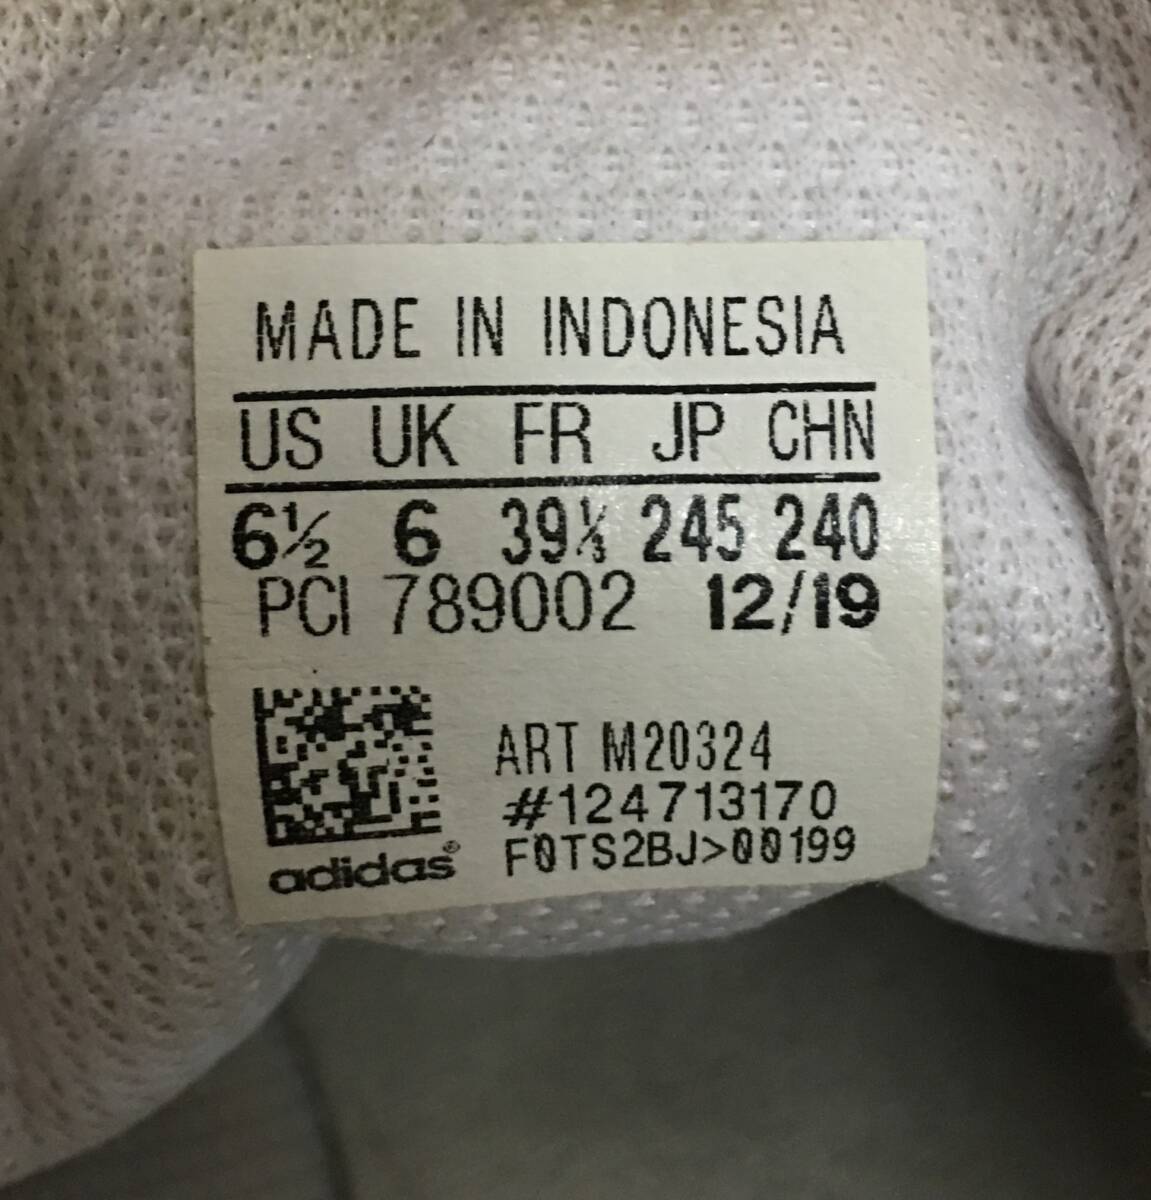 MADE IN INDONESIA
US UK FR JP CHN
6½ 6 39⅓ 245 240
PCI 789002 12/19
ART M20324
#124713170
F0TS2BJ>00199
adidas®